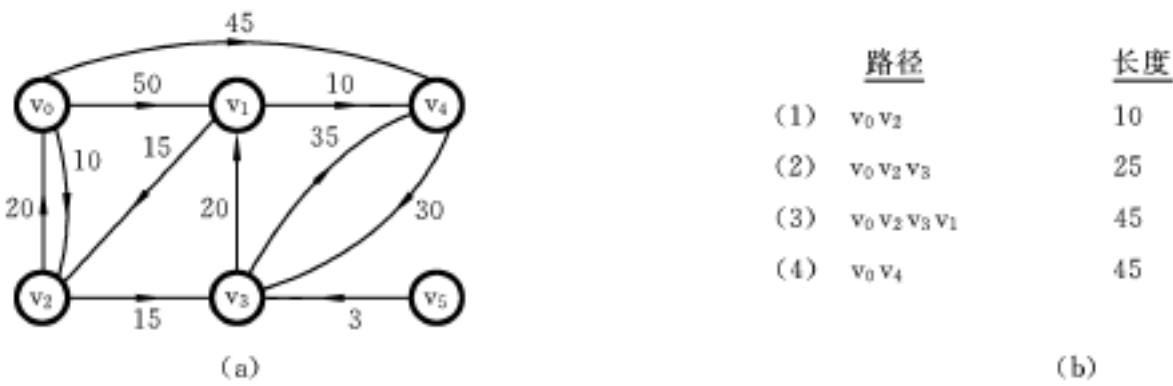 45
v₀ 50 v₁ 10 v₄
10 15 35
20 20 30
v₂ 15 v₃ 3 v₅
(a)
路径 长度
(1) v₀ v₂ 10
(2) v₀ v₂ v₃ 25
(3) v₀ v₂ v₃ v₁ 45
(4) v₀ v₄ 45
(b)